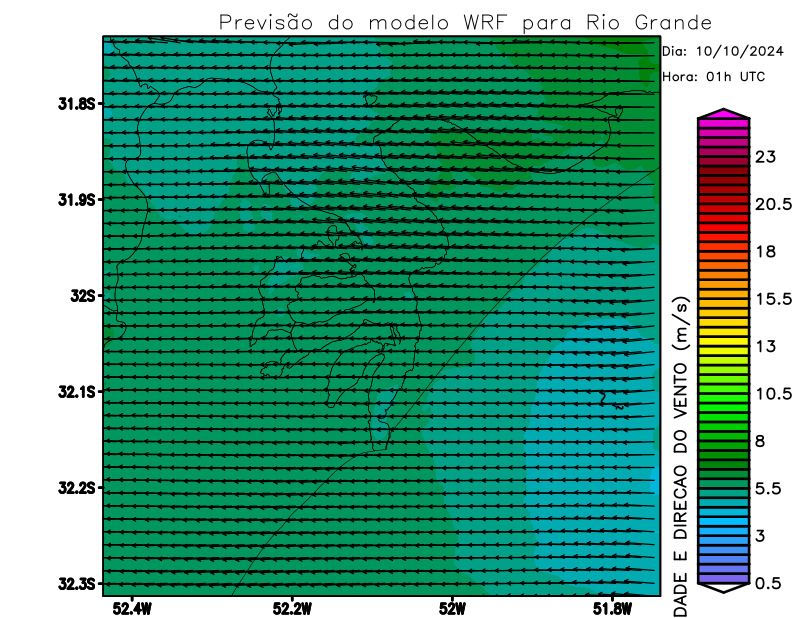 Previsão do modelo WRF para Rio Grande
Dia: 10/10/2024
Hora: 01h UTC
31.8S
31.9S
32S
32.1S
32.2S
32.3S
52.4W
52.2W
52W
51.8W
DADE E DIRECAO DO VENTO (m/s)
23
20.5
18
15.5
13
10.5
8
5.5
3
0.5